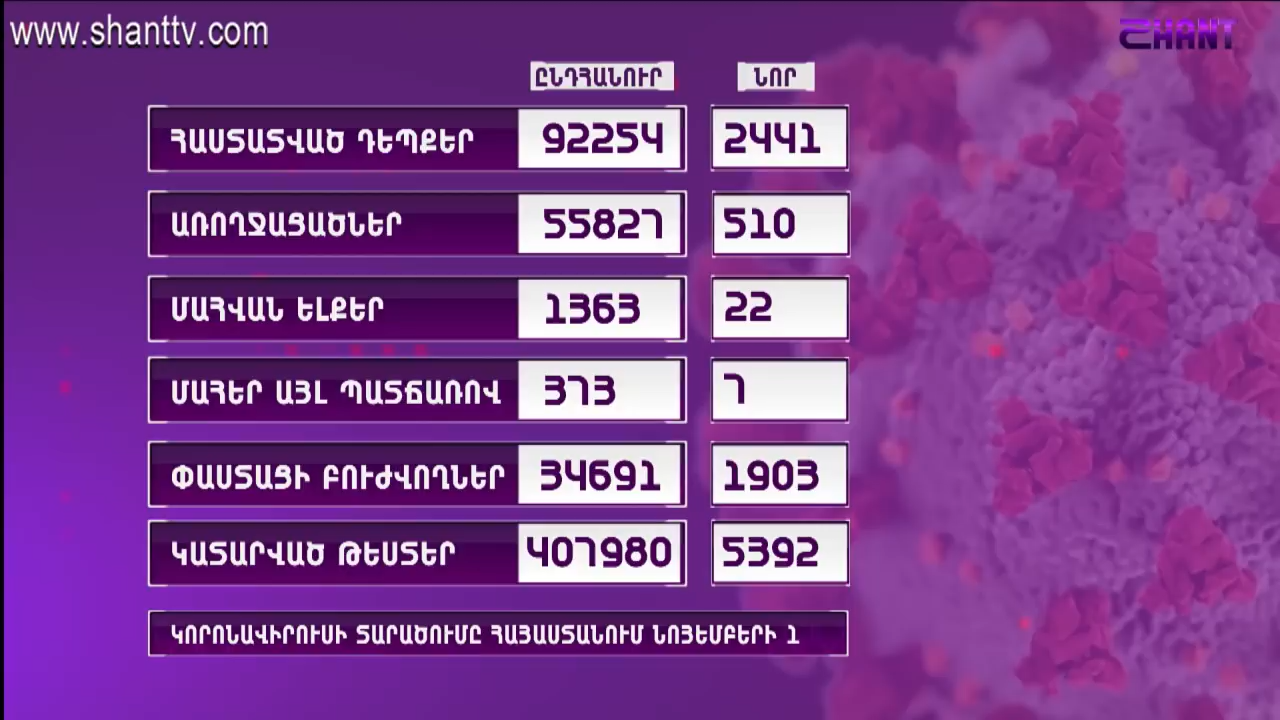 www.shanttv.com
SHANT
ԸՆԴՀԱՆՈՒՐ ՆՈՐ
ՀԱՍՏԱՏՎԱԾ ԴԵՊՔԵՐ 92254 2441
ԱՌՈՂՋԱՑԱԾՆԵՐ 55827 510
ՄԱՀՎԱՆ ԵԼՔԵՐ 1363 22
ՄԱՀԵՐ ԱՅԼ ՊԱՏՃԱՌՈՎ 373 7
ՓԱՍՏԱՑԻ ԲՈՒԺՎՈՂՆԵՐ 34691 1903
ԿԱՏԱՐՎԱԾ ԹԵՍՏԵՐ 407980 5392
ԿՈՐՈՆԱՎԻՐՈՒՍԻ ՏԱՐԱԾՈՒՄԸ ՀԱՅԱՍՏԱՆՈՒՄ ՆՈՅԵՄԲԵՐԻ 1